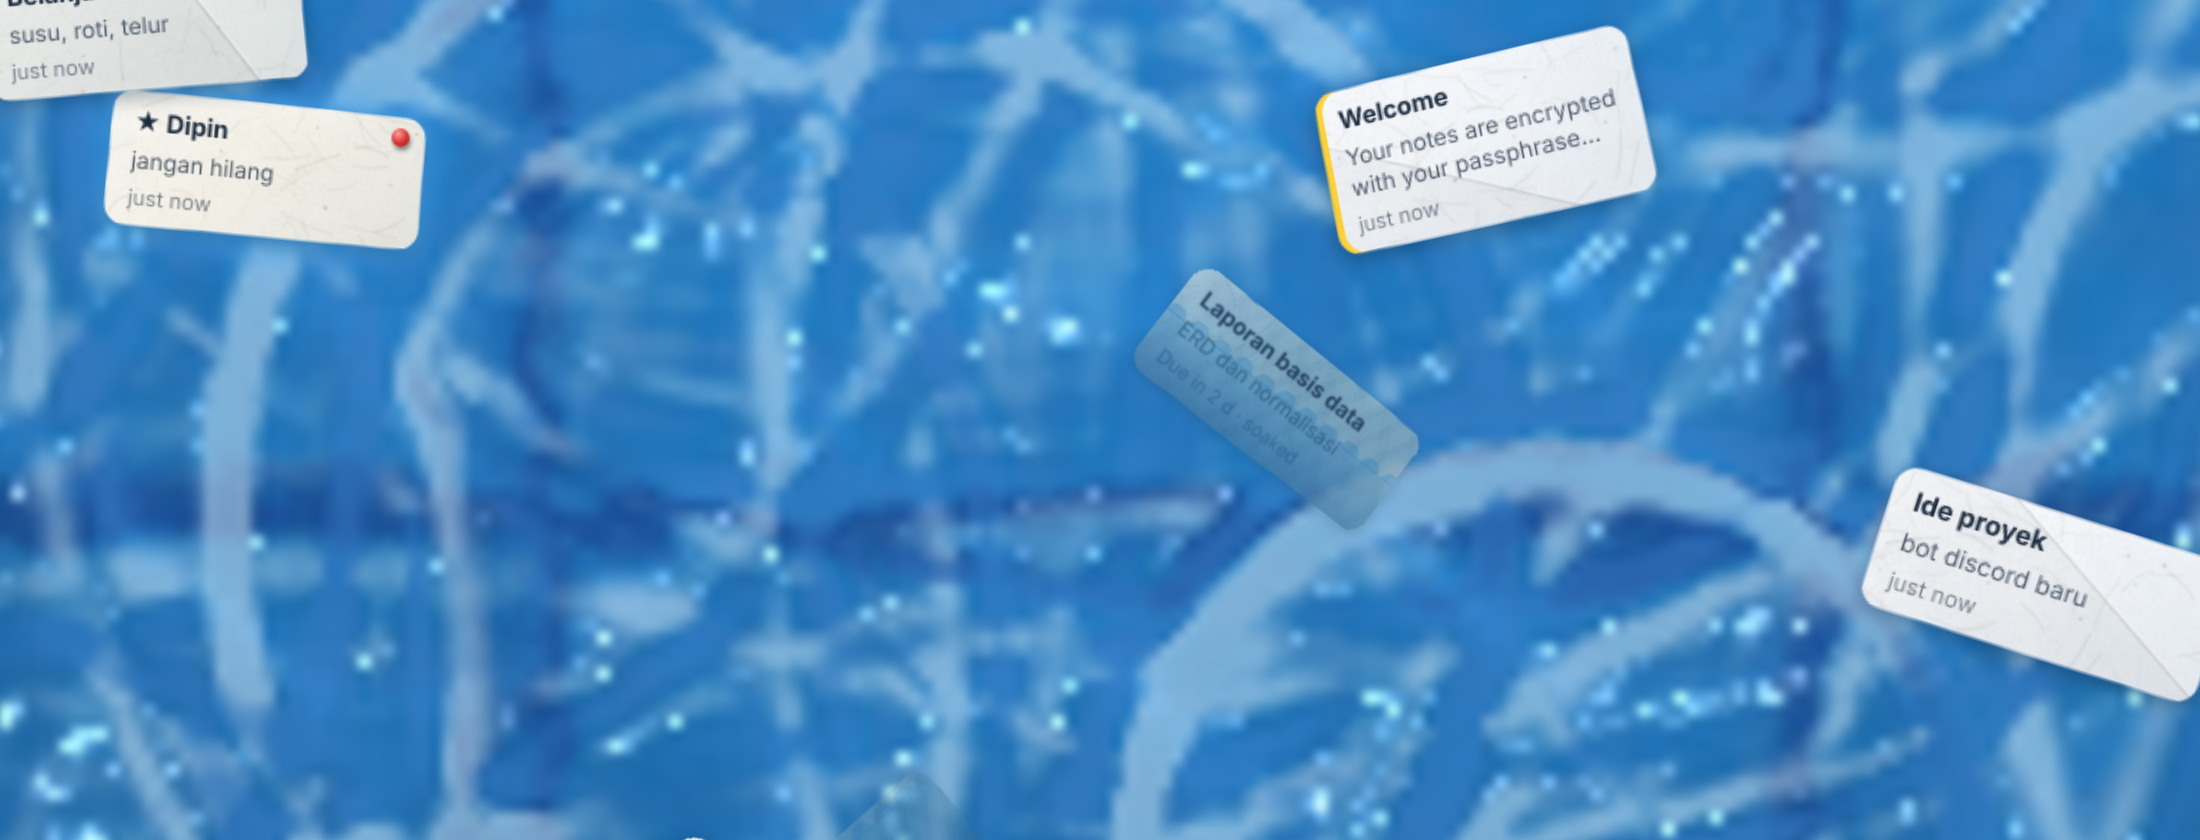 susu, roti, telur
just now
★ Dipin
jangan hilang
just now
Welcome
Your notes are encrypted
with your passphrase...
just now
Laporan basis data
ERD dan normalisasi
Due in 2 d · soaked
Ide proyek
bot discord baru
just now